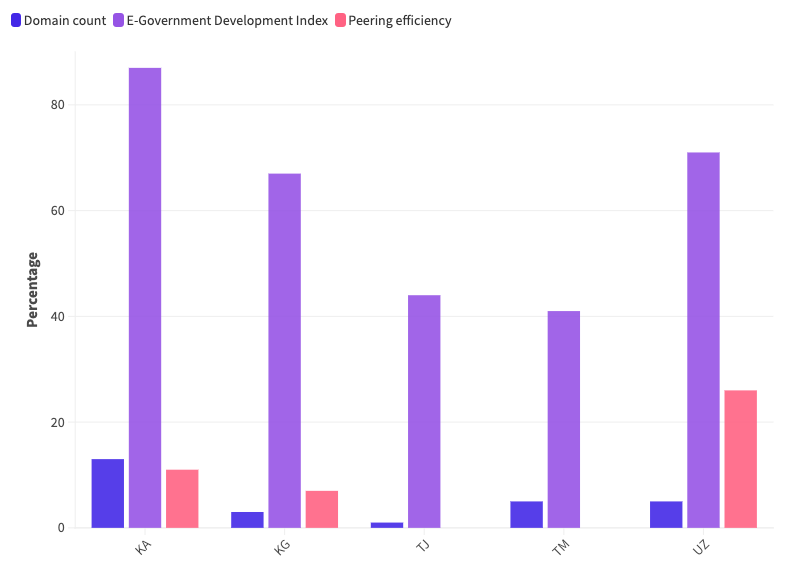 Domain count E-Government Development Index Peering efficiency
Percentage
80
60
40
20
0
KA KG TJ TM UZ